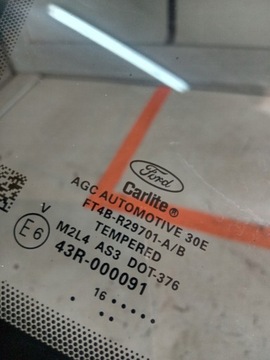 Ford
Carlite®
AGC AUTOMOTIVE 30E
FT4B-R29701-A/B
TEMPERED
V
M2L4 AS3 DOT-376
E6
43R-000091
16